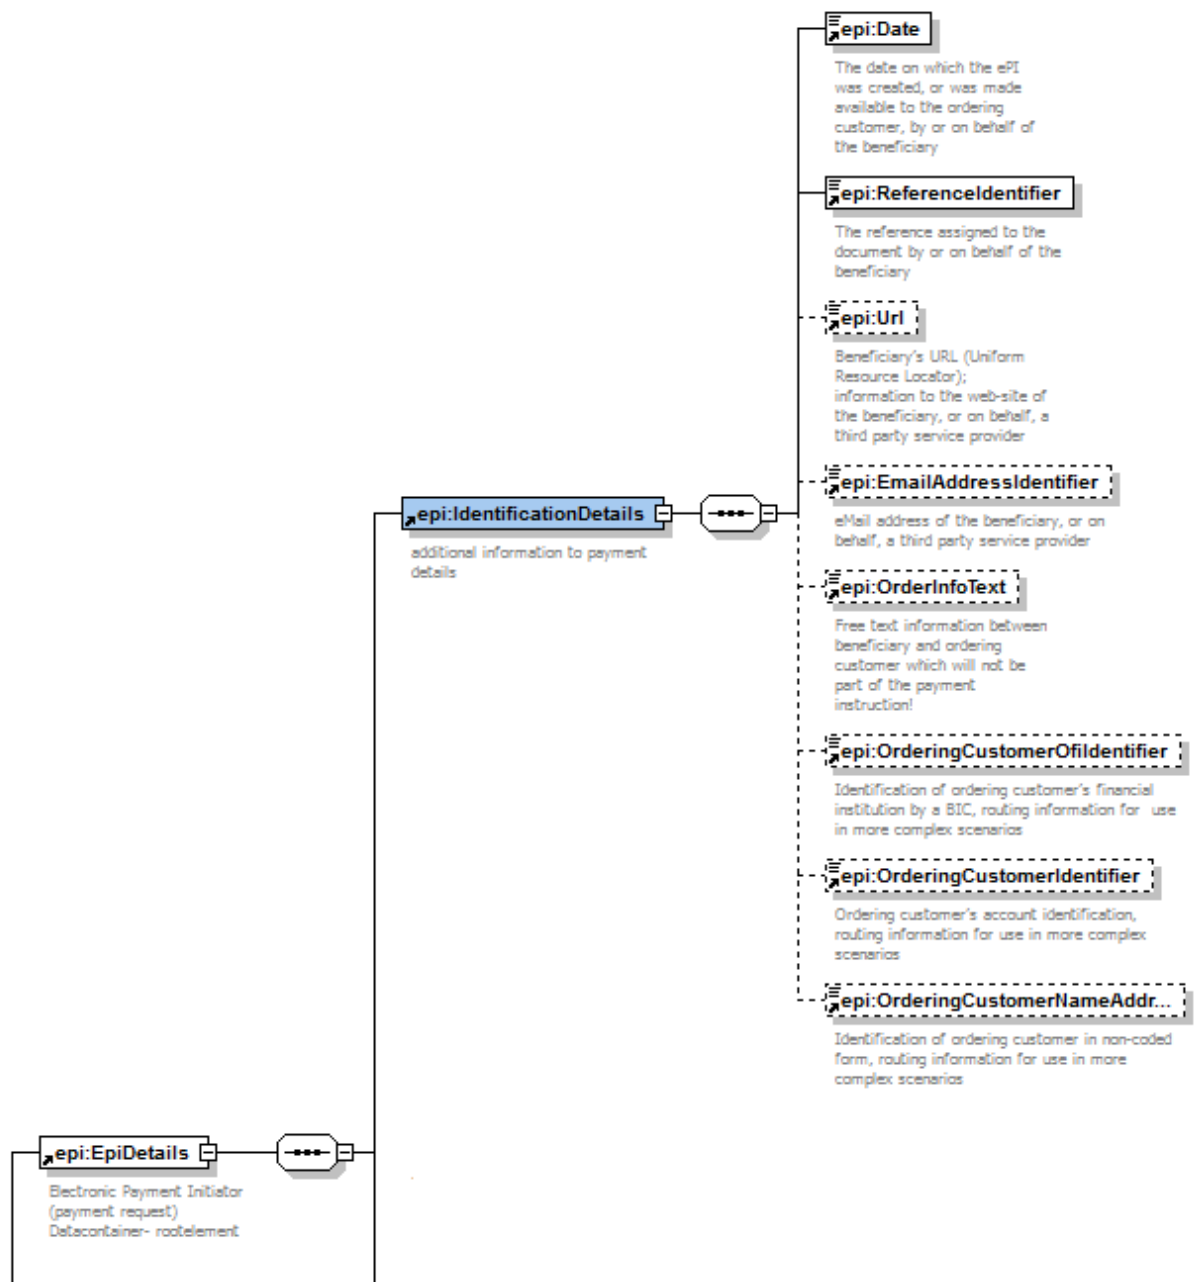 epi:Date
The date on which the ePI
was created, or was made
available to the ordering
customer, by or on behalf of
the beneficiary
epi:ReferenceIdentifier
The reference assigned to the
document by or on behalf of the
beneficiary
epi:Url
Beneficiary's URL (Uniform
Resource Locator);
information to the web-site of
the beneficiary, or on behalf, a
third party service provider
epi:EmailAddressIdentifier
eMail address of the beneficiary, or on
behalf, a third party service provider
epi:IdentificationDetails
additional information to payment
details
epi:OrderInfoText
Free text information between
beneficiary and ordering
customer which will not be
part of the payment
instruction!
epi:OrderingCustomerOfiIdentifier
Identification of ordering customer's financial
institution by a BIC, routing information for  use
in more complex scenarios
epi:OrderingCustomerIdentifier
Ordering customer's account identification,
routing information for use in more complex
scenarios
epi:OrderingCustomerNameAddr...
Identification of ordering customer in non-coded
form, routing information for use in more
complex scenarios
epi:EpiDetails
Electronic Payment Initiator
(payment request)
Datacontainer- rootelement